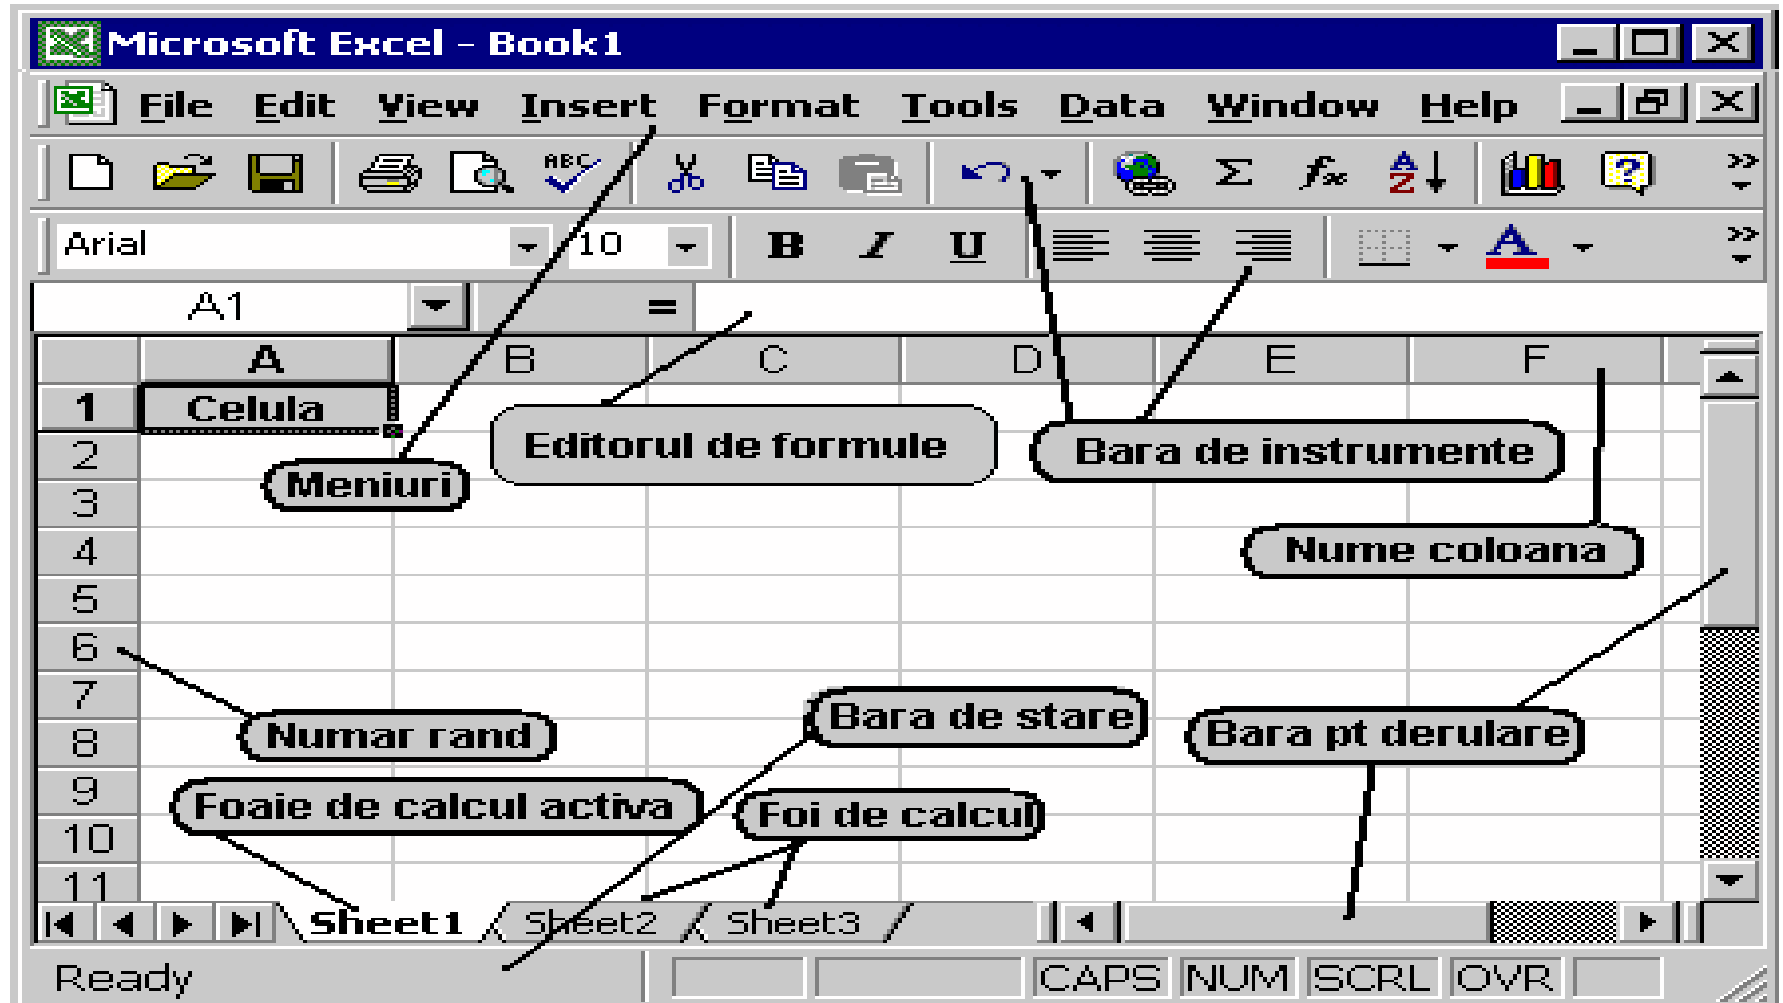 Microsoft Excel - Book1
File Edit View Insert Format Tools Data Window Help
ABC Σ fx A Z ?
Arial 10 B I U A
A1 =
A B C D E F
1 Celula
2 Editorul de formule Bara de instrumente
3 Meniuri
4 Nume coloana
5
6
7 Bara de stare
8 Numar rand Bara pt derulare
9 Foaie de calcul activa Foi de calcul
10
11
Sheet1 Sheet2 Sheet3
Ready CAPS NUM SCRL OVR